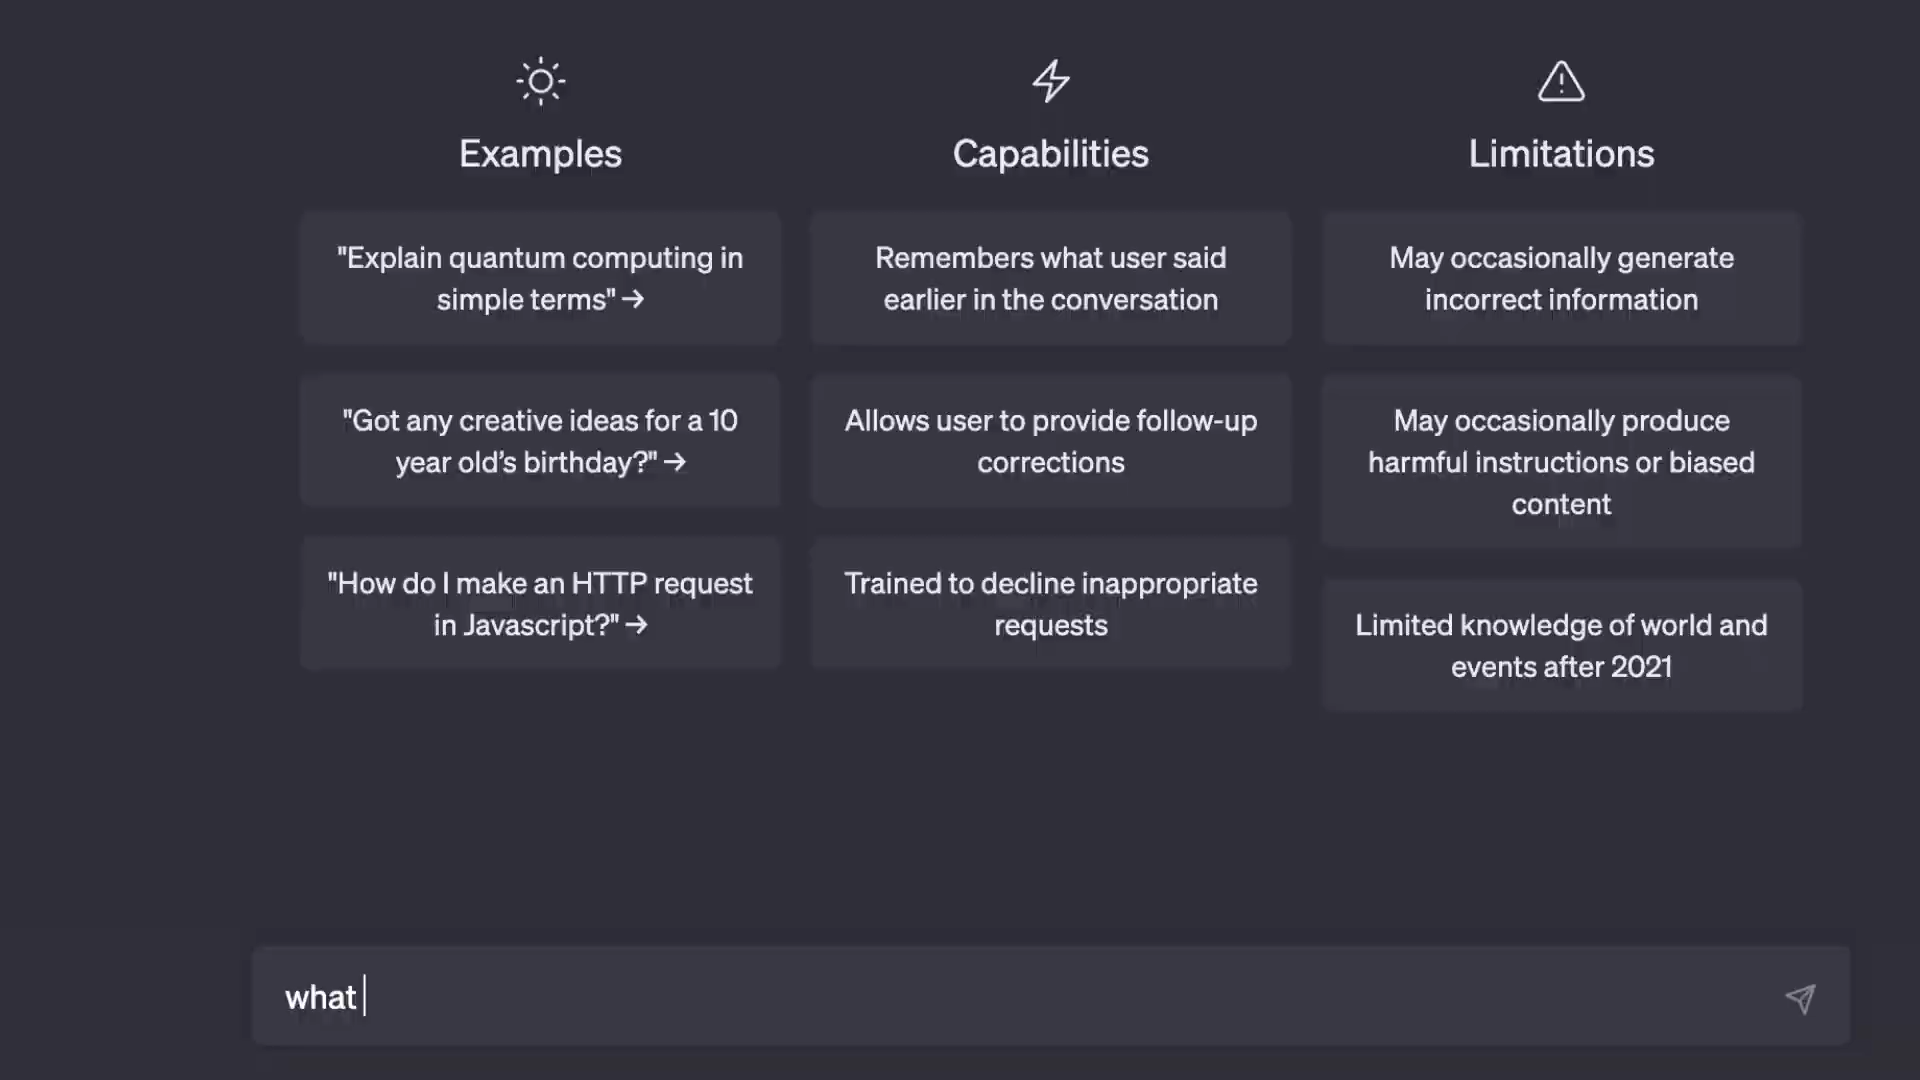 Examples
"Explain quantum computing in
simple terms" →
"Got any creative ideas for a 10
year old’s birthday?" →
"How do I make an HTTP request
in Javascript?" →
Capabilities
Remembers what user said
earlier in the conversation
Allows user to provide follow-up
corrections
Trained to decline inappropriate
requests
Limitations
May occasionally generate
incorrect information
May occasionally produce
harmful instructions or biased
content
Limited knowledge of world and
events after 2021
what